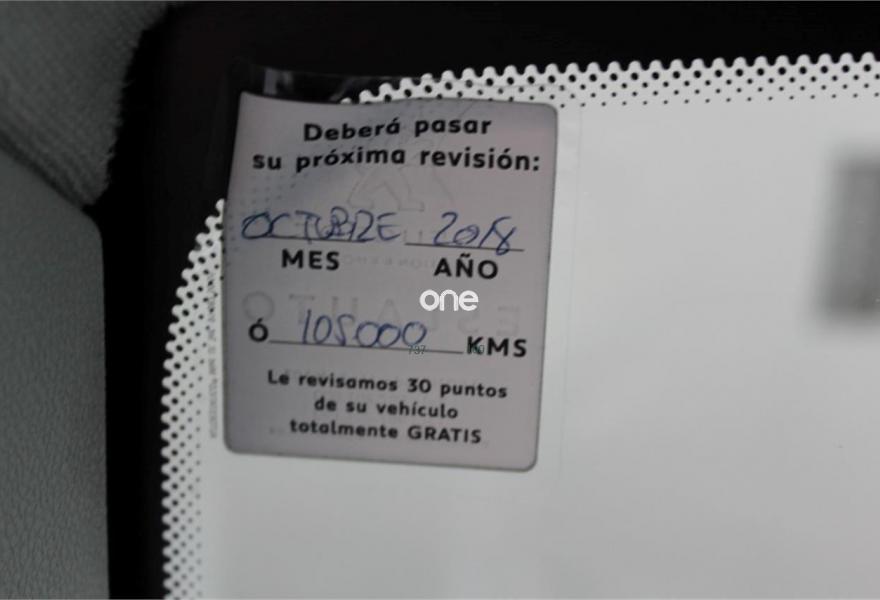 Deberá pasar
su próxima revisión:
OCTUBRE 2018
MES AÑO
one
Ó 105000 KMS
Le revisamos 30 puntos
de su vehículo
totalmente GRATIS